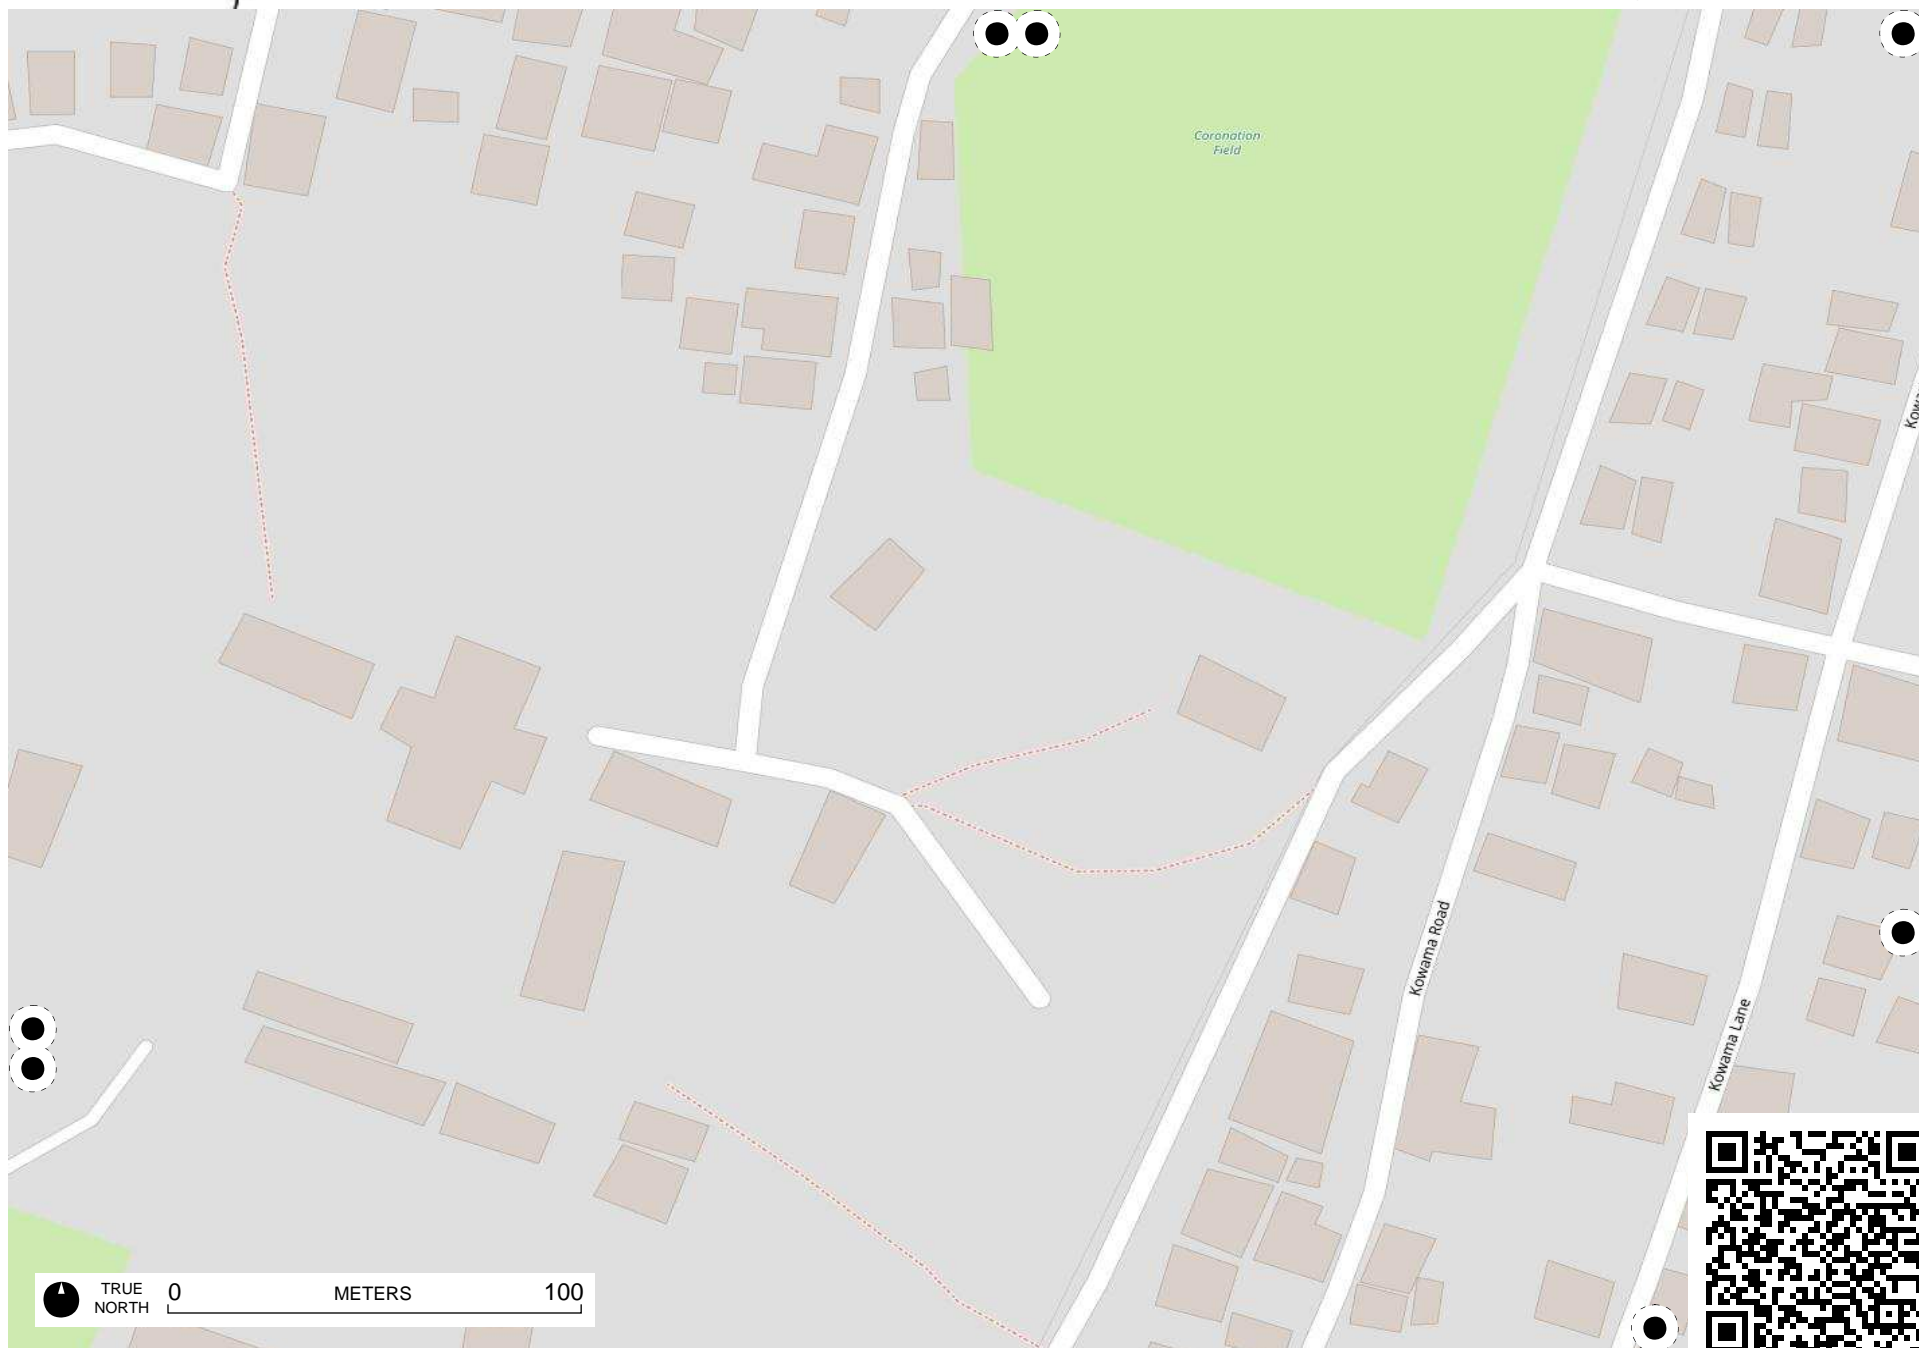 Coronation
Field
Kowama Road
Kowama Lane
TRUE
NORTH
0
METERS
100